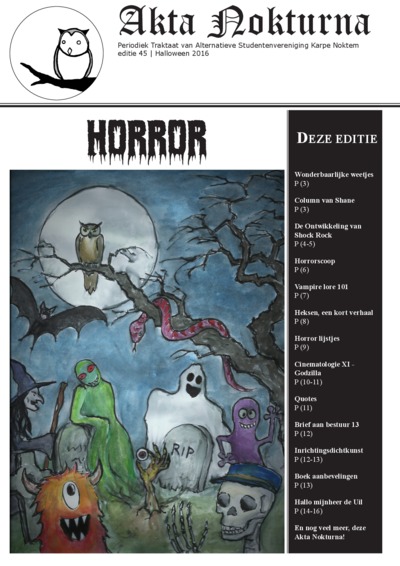 Akta Nokturna
Periodiek Traktaat van Alternatieve Studentenvereniging Karpe Noktem
editie 45 | Halloween 2016
HORROR
DEZE EDITIE
Wonderbaarlijke weetjes
P (3)
Column van Shane
P (3)
De Ontwikkeling van
Shock Rock
P (4-5)
Horrorscoop
P (6)
Vampire lore 101
P (7)
Heksen, een kort verhaal
P (8)
Horror lijstjes
P (9)
Cinematologie XI -
Godzilla
P (10-11)
Quotes
P (11)
Brief aan bestuur 13
P (12)
Inrichtingsdichtkunst
P (12-13)
Boek aanbevelingen
P (13)
Hallo mijnheer de Uil
P (14-16)
En nog veel meer, deze
Akta Nokturna!
RIP